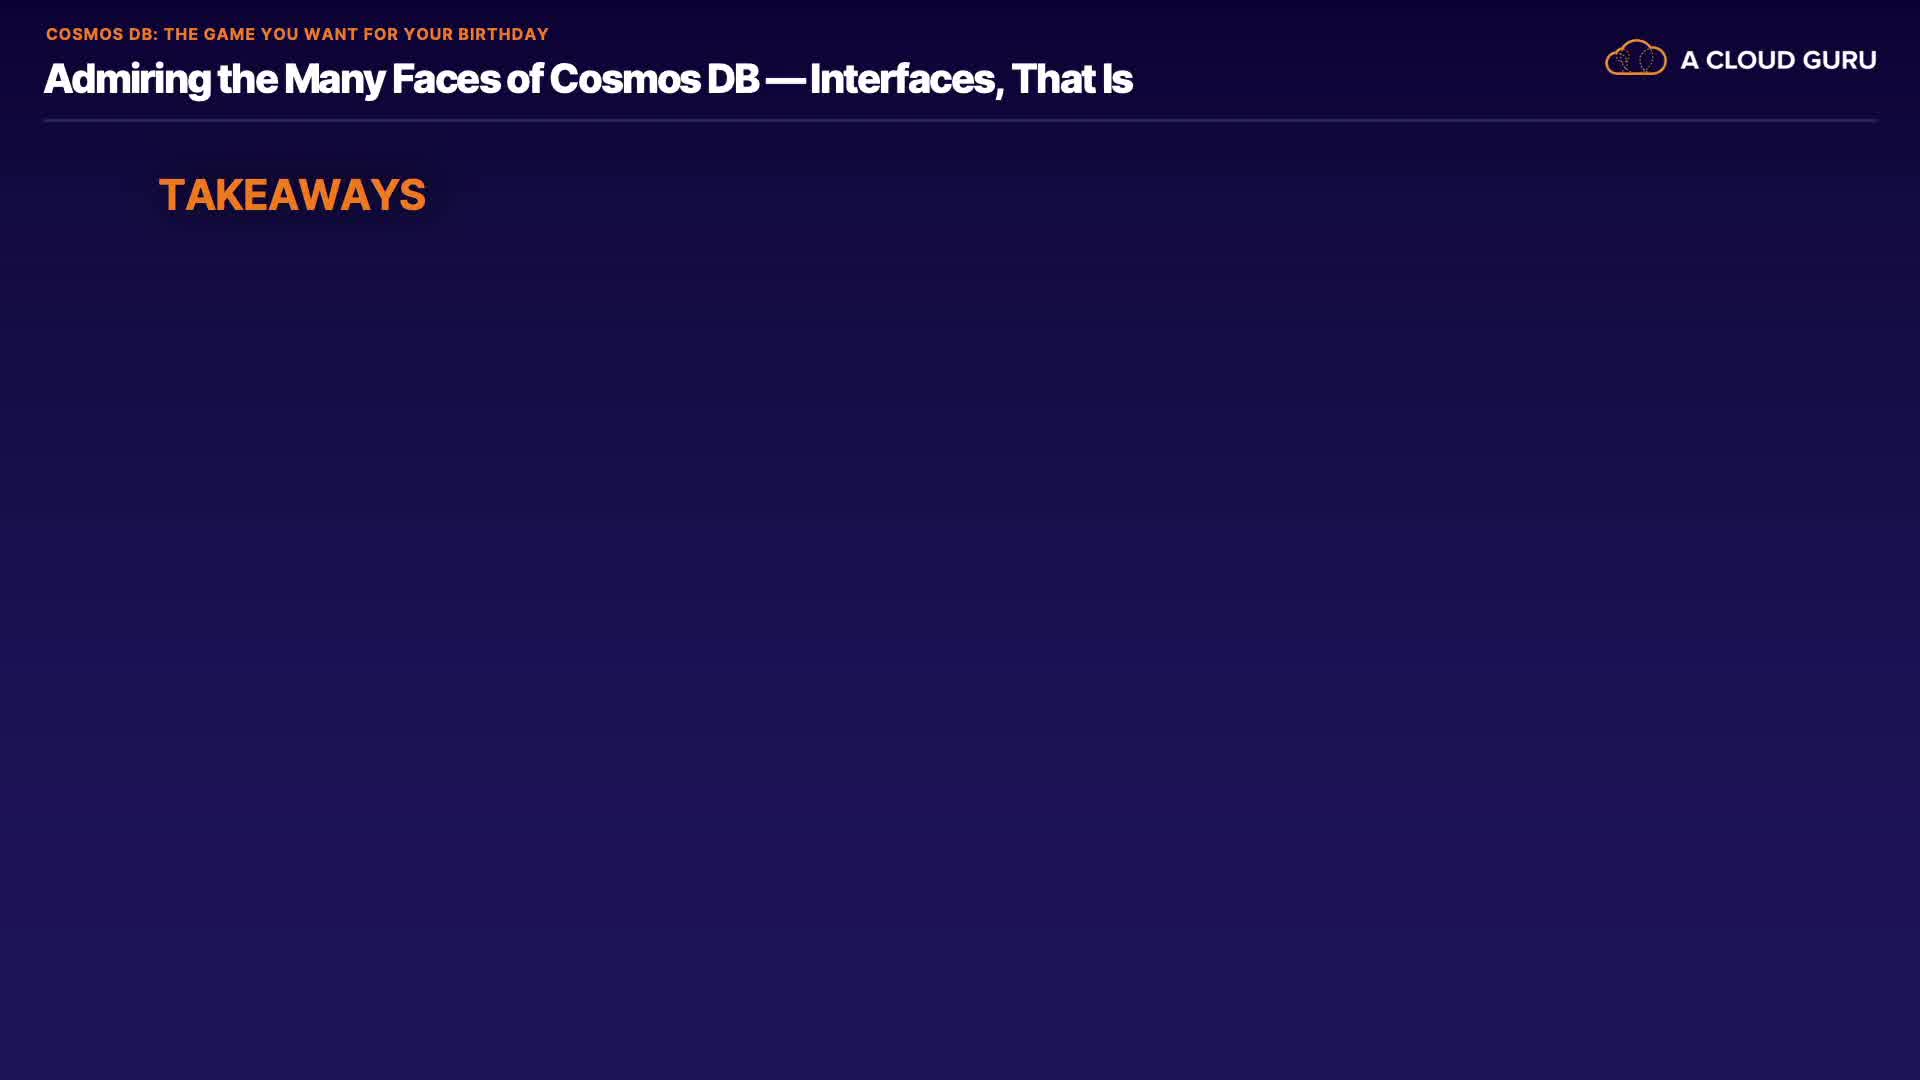 COSMOS DB: THE GAME YOU WANT FOR YOUR BIRTHDAY
Admiring the Many Faces of Cosmos DB — Interfaces, That Is
A CLOUD GURU
TAKEAWAYS